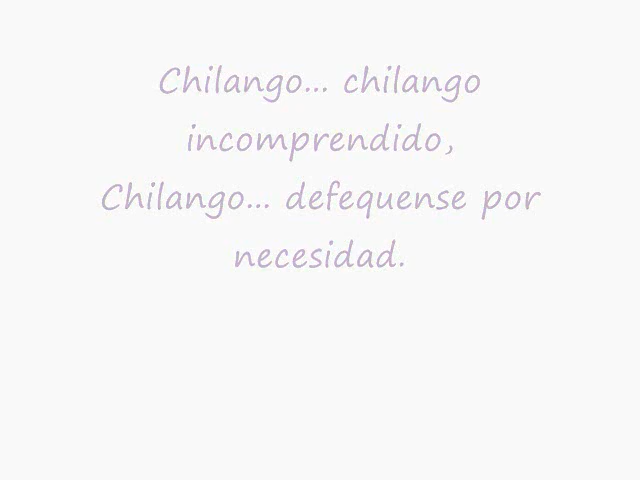 Chilango... chilango
incomprendido,
Chilango... defequense por
necesidad.